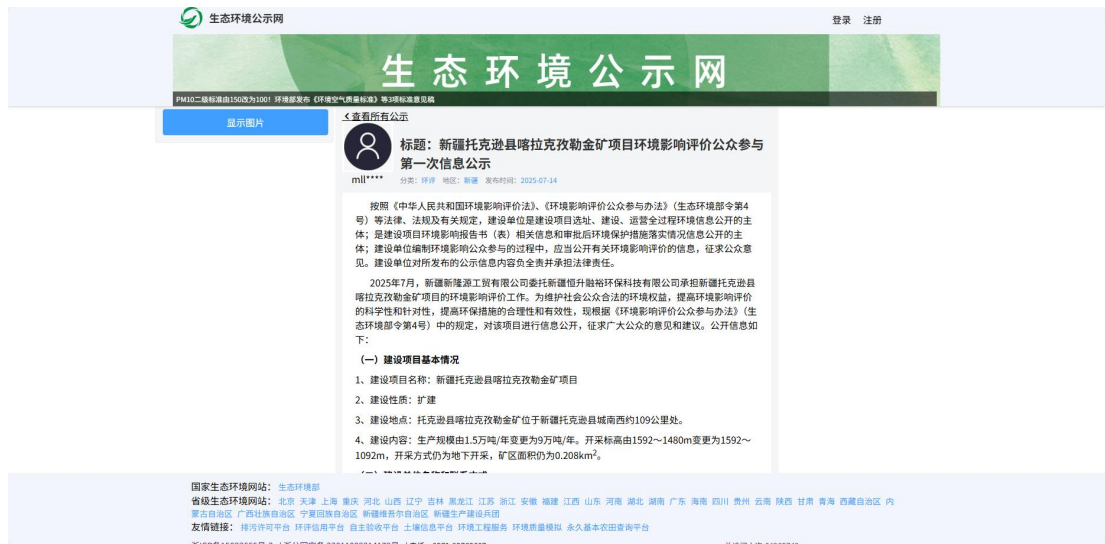 生态环境公示网
登录 注册
生态环境公示网
PM10二级标准由150改为100！环境部发布《环境空气质量标准》等3项标准意见稿
显示图片
查看所有公示
标题：新疆托克逊县喀拉克孜勒金矿项目环境影响评价公众参与
第一次信息公示
mll****
分类：环评 地区：新疆 发布时间：2025-07-14
按照《中华人民共和国环境影响评价法》、《环境影响评价公众参与办法》（生态环境部令第4
号）等法律、法规及有关规定，建设单位是建设项目选址、建设、运营全过程环境信息公开的主
体；是建设项目环境影响报告书（表）相关信息和审批后环境保护措施落实情况信息公开的主
体；建设单位编制环境影响公众参与的过程中，应当公开有关环境影响评价的信息，征求公众意
见。建设单位对所发布的公示信息内容负全责并承担法律责任。
2025年7月，新疆新隆源工贸有限公司委托新疆恒升融裕环保科技有限公司承担新疆托克逊县
喀拉克孜勒金矿项目的环境影响评价工作。为维护社会公众合法的环境权益，提高环境影响评价
的科学性和针对性，提高环保措施的合理性和有效性，现根据《环境影响评价公众参与办法》（生
态环境部令第4号）中的规定，对该项目进行信息公开，征求广大公众的意见和建议。公开信息如
下：
（一）建设项目基本情况
1、建设项目名称：新疆托克逊县喀拉克孜勒金矿项目
2、建设性质：扩建
3、建设地点：托克逊县喀拉克孜勒金矿位于新疆托克逊县城南西约109公里处。
4、建设内容：生产规模由1.5万吨/年变更为9万吨/年。开采标高由1592～1480m变更为1592～
1092m，开采方式仍为地下开采，矿区面积仍为0.208km²。
国家生态环境网站： 生态环境部
省级生态环境网站： 北京 天津 上海 重庆 河北 山西 辽宁 吉林 黑龙江 江苏 浙江 安徽 福建 江西 山东 河南 湖北 湖南 广东 海南 四川 贵州 云南 陕西 甘肃 青海 西藏自治区 内
蒙古自治区 广西壮族自治区 宁夏回族自治区 新疆维吾尔自治区 新疆生产建设兵团
友情链接： 排污许可平台 环评信用平台 自主验收平台 土壤信息平台 环境工程服务 环境质量模拟 永久基本农田查询平台